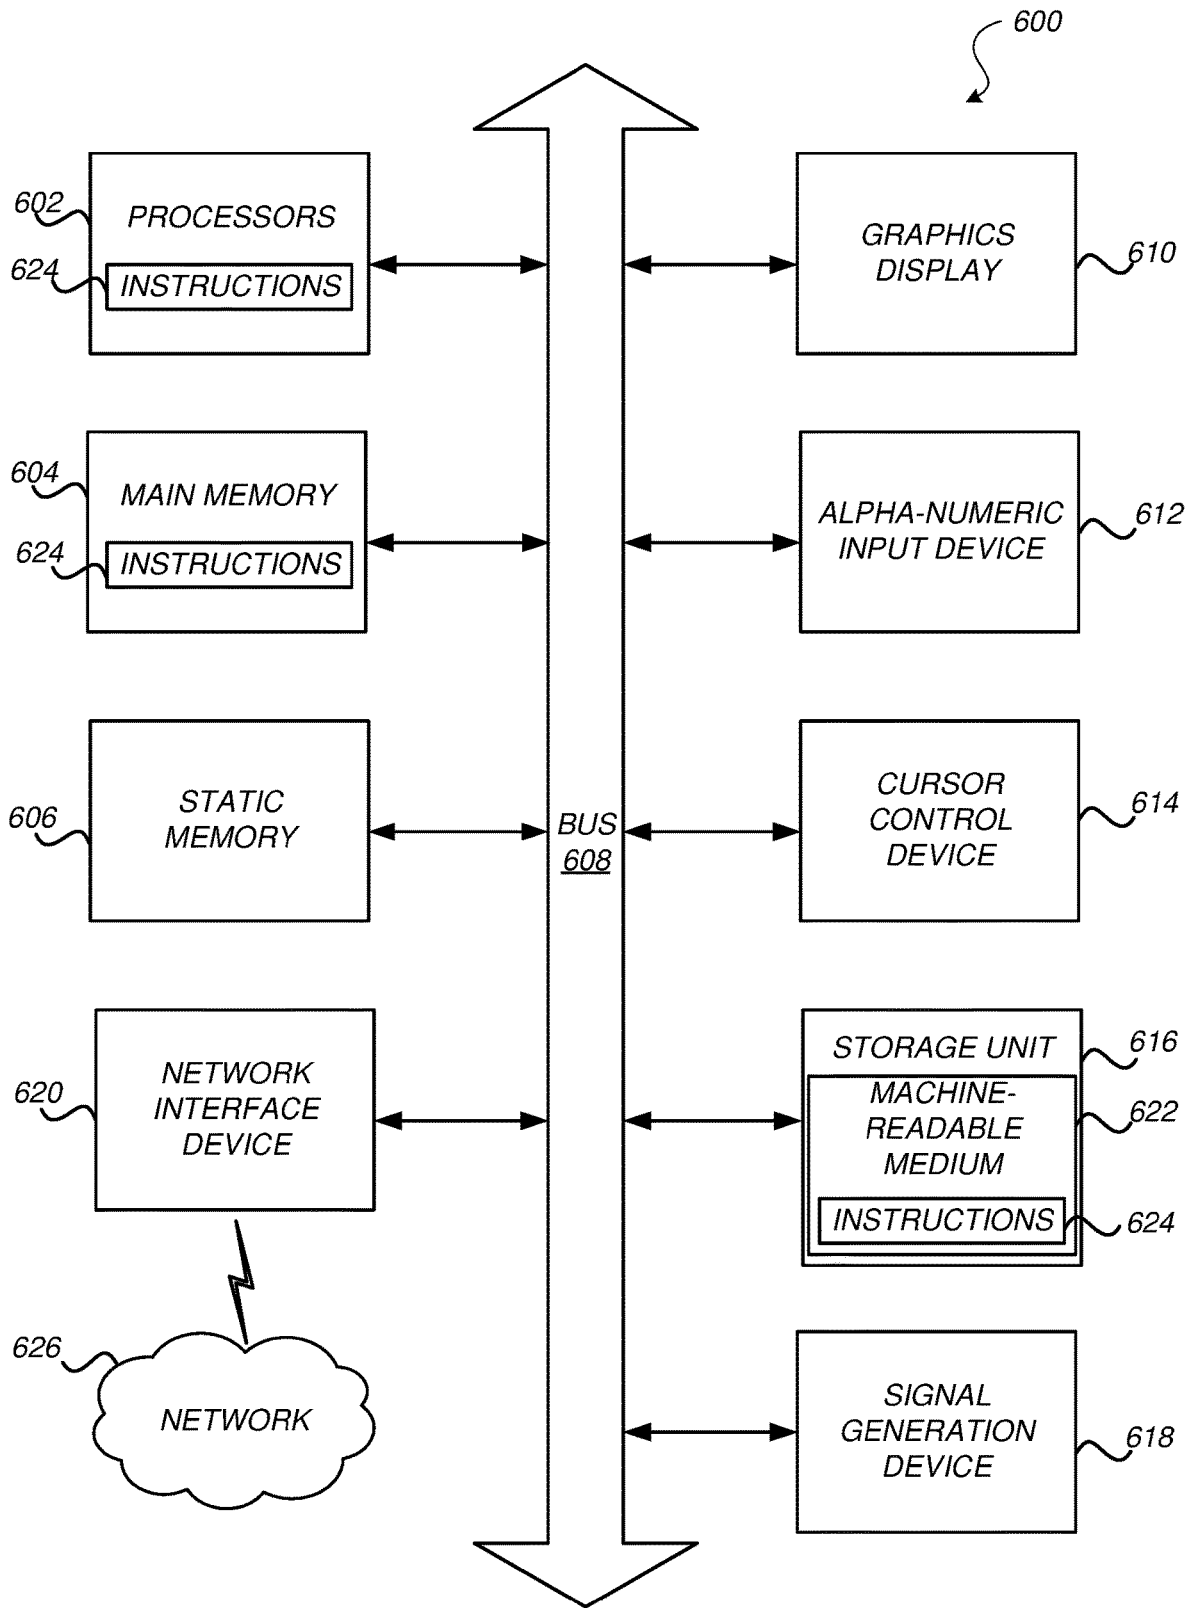 600
602
PROCESSORS
624
INSTRUCTIONS
GRAPHICS
DISPLAY
610
604
MAIN MEMORY
624
INSTRUCTIONS
ALPHA-NUMERIC
INPUT DEVICE
612
606
STATIC
MEMORY
BUS
608
CURSOR
CONTROL
DEVICE
614
620
NETWORK
INTERFACE
DEVICE
STORAGE UNIT
616
MACHINE-
READABLE
MEDIUM
622
INSTRUCTIONS
624
626
NETWORK
SIGNAL
GENERATION
DEVICE
618